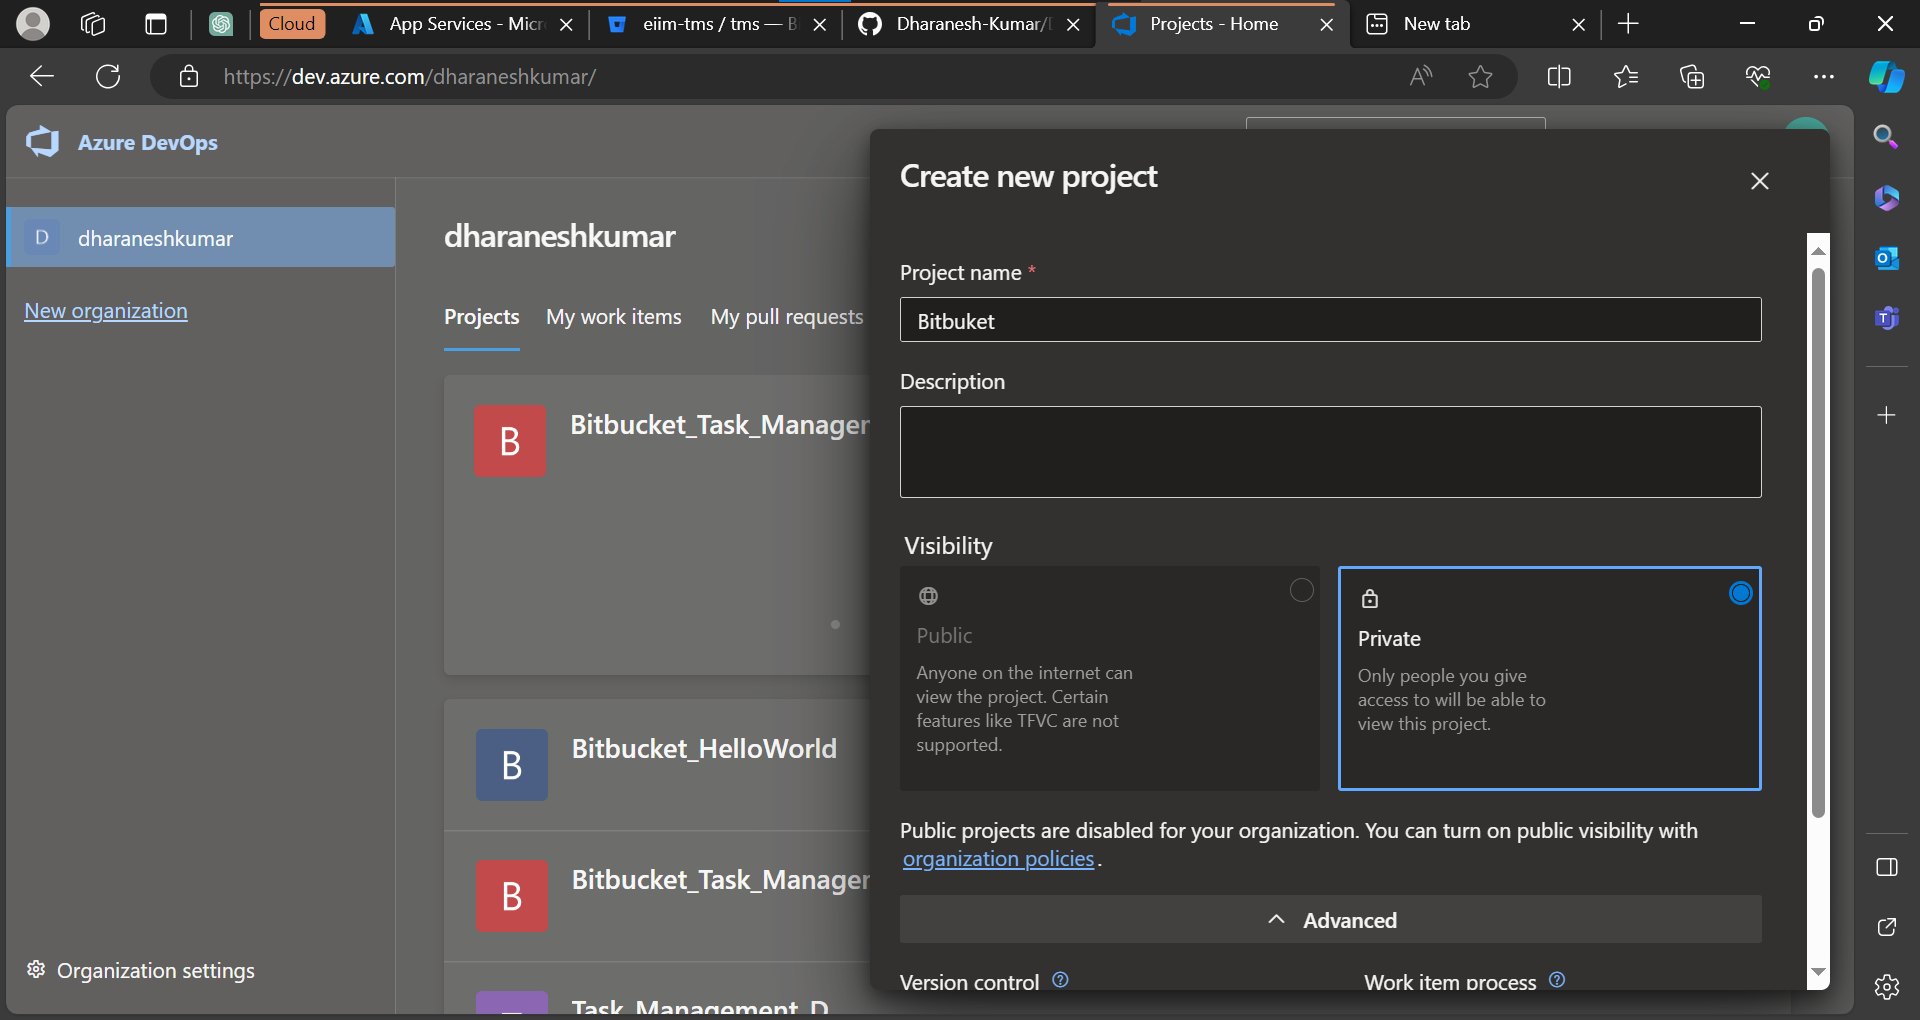 Cloud
App Services - Micr
eiim-tms / tms — B
Dharanesh-Kumar/D
Projects - Home
New tab
https://dev.azure.com/dharaneshkumar/
Azure DevOps
D
dharaneshkumar
New organization
Organization settings
dharaneshkumar
Projects
My work items
My pull requests
B
Bitbucket_Task_Manager
B
Bitbucket_HelloWorld
B
Bitbucket_Task_Manager
Task_Management_D
Create new project
Project name *
Bitbuket
Description
Visibility
Public
Anyone on the internet can
view the project. Certain
features like TFVC are not
supported.
Private
Only people you give
access to will be able to
view this project.
Public projects are disabled for your organization. You can turn on public visibility with
organization policies.
Advanced
Version control
Work item process